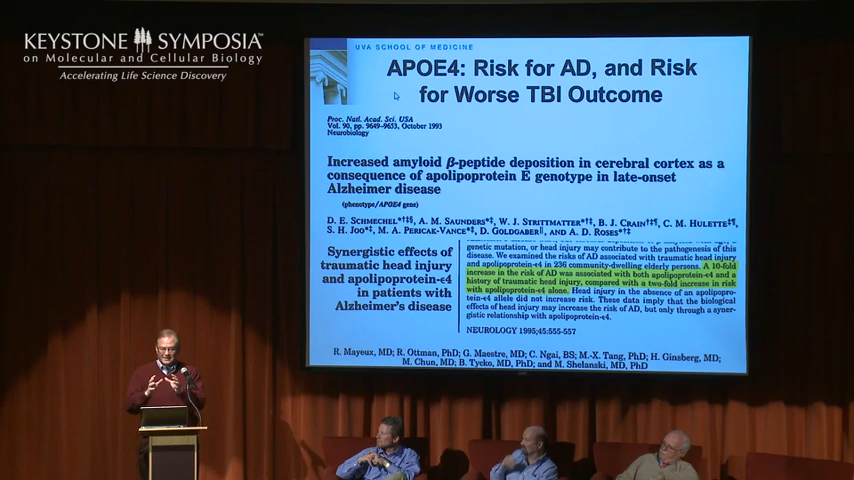 KEYSTONE SYMPOSIA™
on Molecular and Cellular Biology
Accelerating Life Science Discovery
UVA SCHOOL OF MEDICINE
APOE4: Risk for AD, and Risk
for Worse TBI Outcome
Proc. Natl. Acad. Sci. USA
Vol. 90, pp. 9649-9653, October 1993
Neurobiology
Increased amyloid β-peptide deposition in cerebral cortex as a
consequence of apolipoprotein E genotype in late-onset
Alzheimer disease
(phenotype/APOE4 gene)
D. E. SCHMECHEL*†‡§, A. M. SAUNDERS*‡, W. J. STRITTMATTER*†‡, B. J. CRAIN‡†¶, C. M. HULETTE‡¶,
S. H. JOO*‡, M. A. PERICAK-VANCE*‡, D. GOLDGABER||, AND A. D. ROSES*†‡
Synergistic effects of
traumatic head injury
and apolipoprotein-ϵ4
in patients with
Alzheimer's disease
genetic mutation, or head injury may contribute to the pathogenesis of this
disease. We examined the risks of AD associated with traumatic head injury
and apolipoprotein-ϵ4 in 236 community-dwelling elderly persons. A 10-fold
increase in the risk of AD was associated with both apolipoprotein-ϵ4 and a
history of traumatic head injury, compared with a two-fold increase in risk
with apolipoprotein-ϵ4 alone. Head injury in the absence of an apolipopro-
tein-ϵ4 allele did not increase risk. These data imply that the biological
effects of head injury may increase the risk of AD, but only through a syner-
gistic relationship with apolipoprotein-ϵ4.
NEUROLOGY 1995;45:555-557
R. Mayeux, MD; R. Ottman, PhD; G. Maestre, MD; C. Ngai, BS; M.-X. Tang, PhD; H. Ginsberg, MD;
M. Chun, MD; B. Tycko, MD, PhD; and M. Shelanski, MD, PhD